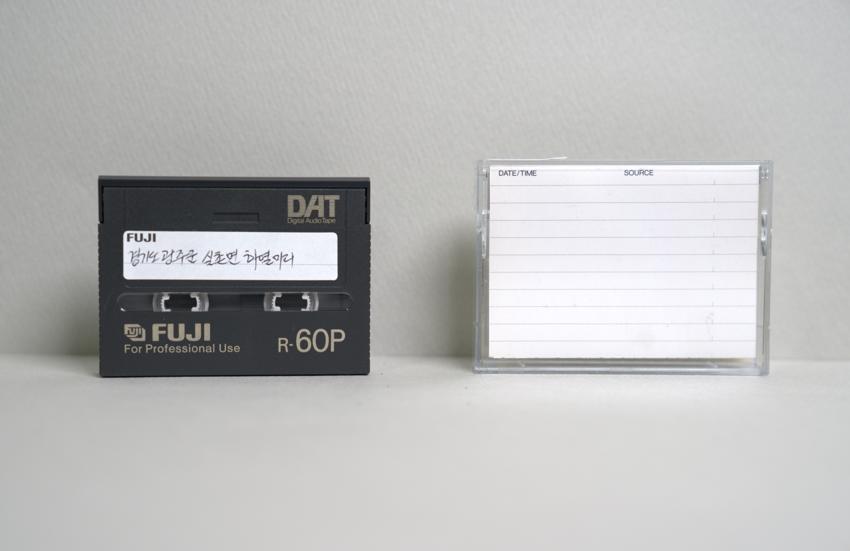 DAT
Digital Audio Tape
FUJI
경기도 광주군 실촌면 하열미리
FUJI FUJI
For Professional Use
R-60P
DATE/TIME SOURCE